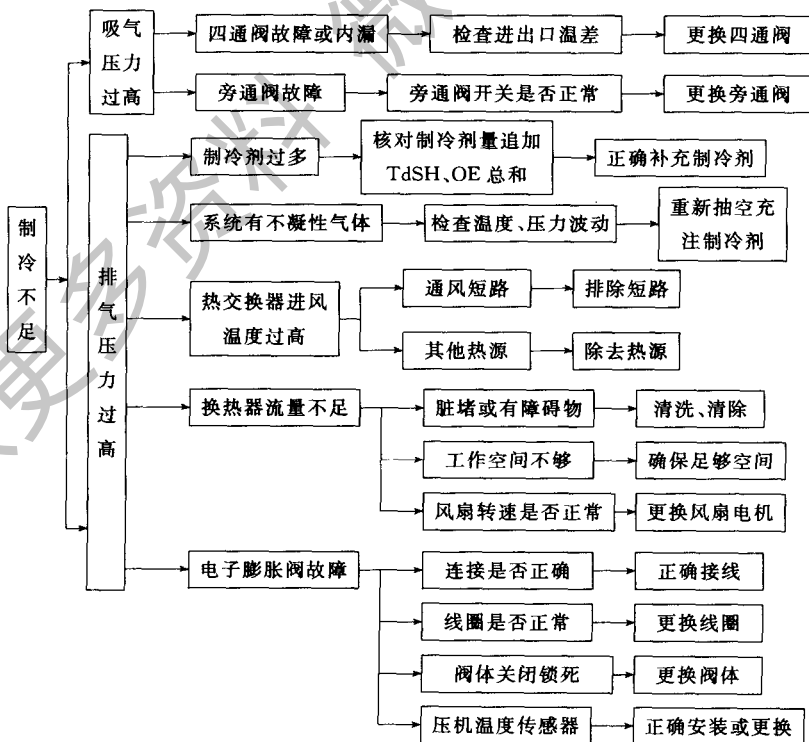 吸气压力过高
四通阀故障或内漏
检查进出口温差
更换四通阀
旁通阀故障
旁通阀开关是否正常
更换旁通阀
制冷不足
排气压力过高
制冷剂过多
核对制冷剂量追加
TdSH、OE 总和
正确补充制冷剂
系统有不凝性气体
检查温度、压力波动
重新抽空充
注制冷剂
热交换器进风
温度过高
通风短路
排除短路
其他热源
除去热源
换热器流量不足
脏堵或有障碍物
清洗、清除
工作空间不够
确保足够空间
风扇转速是否正常
更换风扇电机
电子膨胀阀故障
连接是否正确
正确接线
线圈是否正常
更换线圈
阀体关闭锁死
更换阀体
压机温度传感器
正确安装或更换
更多资料 微